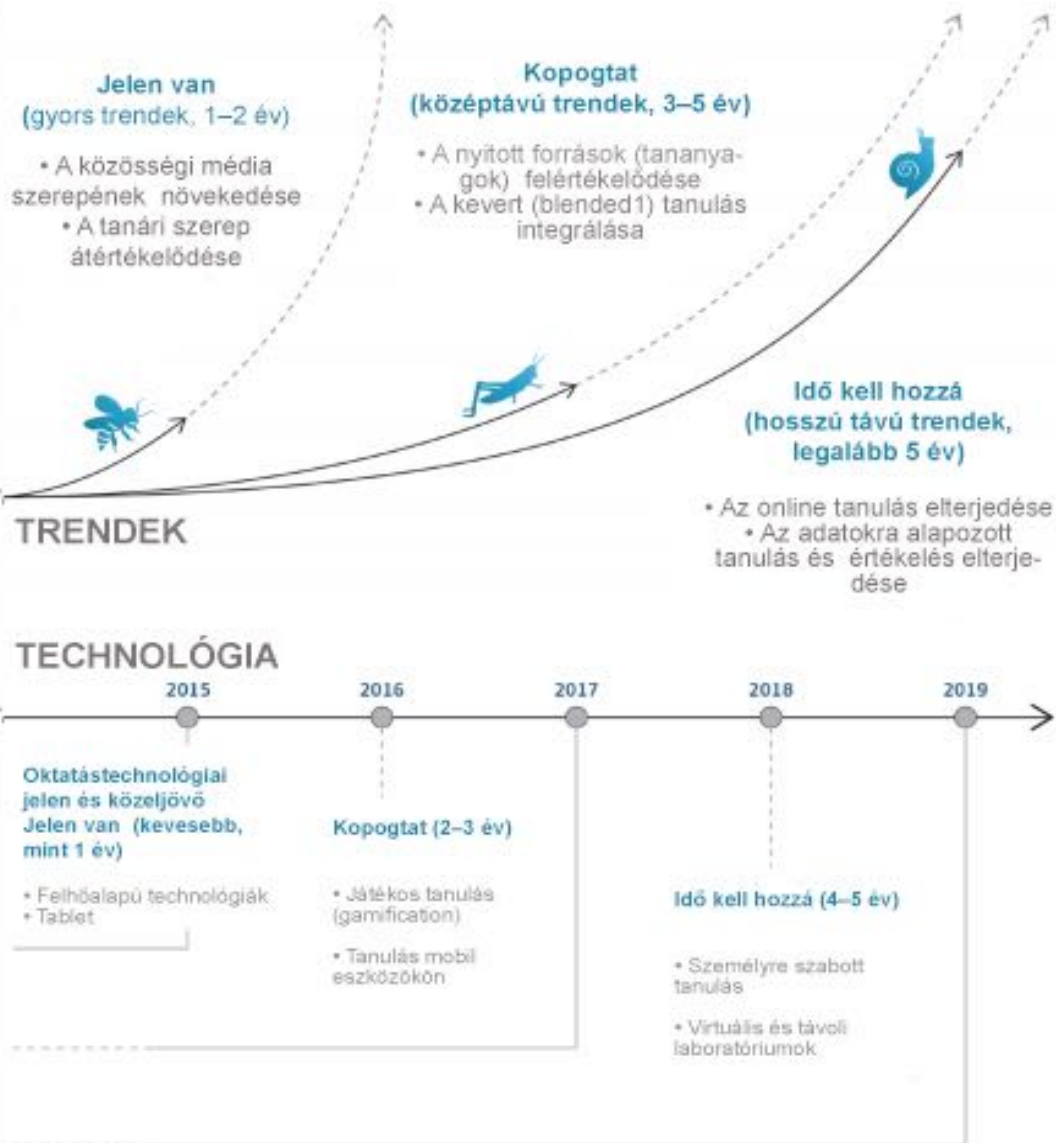 Jelen van
(gyors trendek, 1–2 év)
• A közösségi média
szerepének növekedése
• A tanári szerep
átértékelődése
Kopogtat
(középtávú trendek, 3–5 év)
• A nyitott források (tananya-
gok) felértékelődése
• A kevert (blended1) tanulás
integrálása
Idő kell hozzá
(hosszú távú trendek,
legalább 5 év)
• Az online tanulás elterjedése
• Az adatokra alapozott
tanulás és értékelés elterje-
dése
TRENDEK
TECHNOLÓGIA
2015
2016
2017
2018
2019
Oktatástechnológiai
jelen és közeljövő
Jelen van (kevesebb,
mint 1 év)
• Felhőalapú technológiák
• Tablet
Kopogtat (2–3 év)
• Játékos tanulás
(gamification)
• Tanulás mobil
eszközökön
Idő kell hozzá (4–5 év)
• Személyre szabott
tanulás
• Virtuális és távoli
laboratóriumok